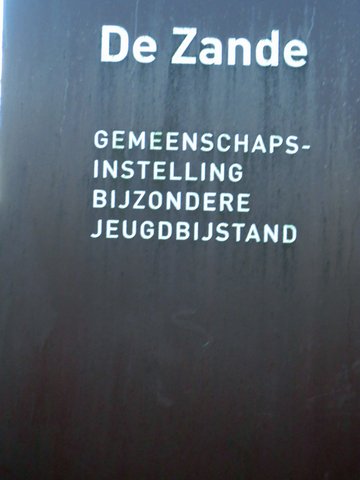 De Zande
GEMEENSCHAPS-
INSTELLING
BIJZONDERE
JEUGDBIJSTAND